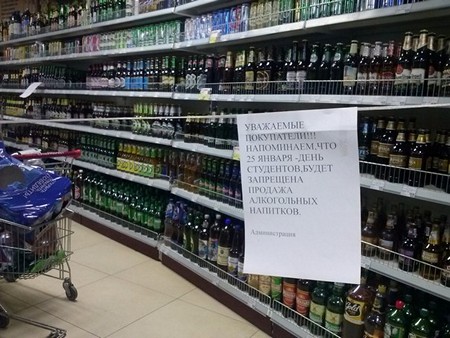 УВАЖАЕМЫЕ
ПОКУПАТЕЛИ!!!
НАПОМИНАЕМ,ЧТО
25 ЯНВАРЯ -ДЕНЬ
СТУДЕНТОВ,БУДЕТ
ЗАПРЕЩЕНА
ПРОДАЖА
АЛКОГОЛЬНЫХ
НАПИТКОВ.
Администрация